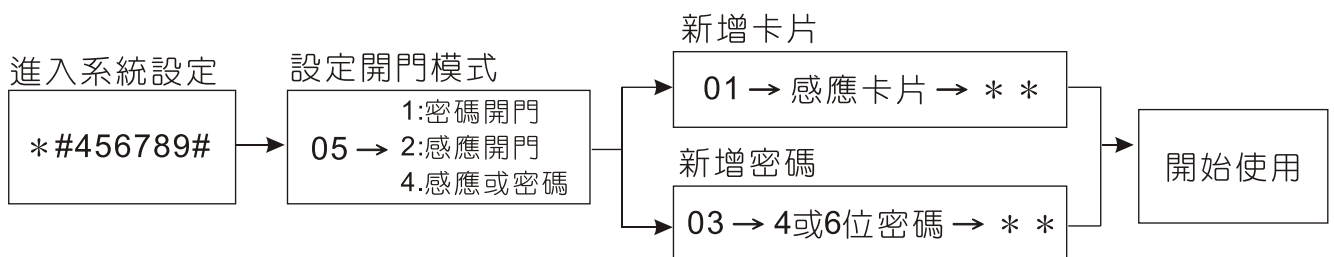 進入系統設定
*#456789#
設定開門模式
05→
1:密碼開門
2:感應開門
4.感應或密碼
新增卡片
01→感應卡片→* *
新增密碼
03→4或6位密碼→* *
開始使用